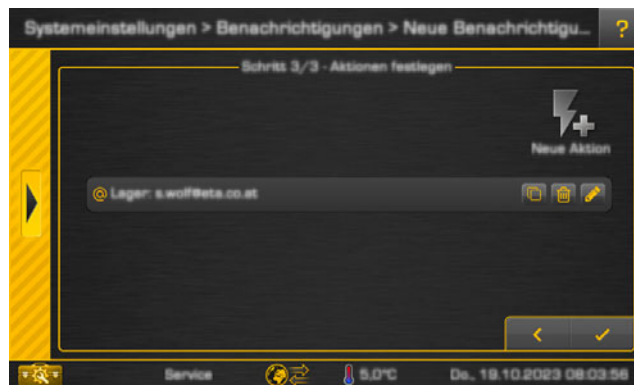 Systemeinstellungen > Benachrichtigungen > Neue Benachrichtigu... ?
Schritt 3/3 - Aktionen festlegen
Neue Aktion
@ Lager: s.wolf@eta.co.at
Service 5,0°C Do., 19.10.2023 08:03:56